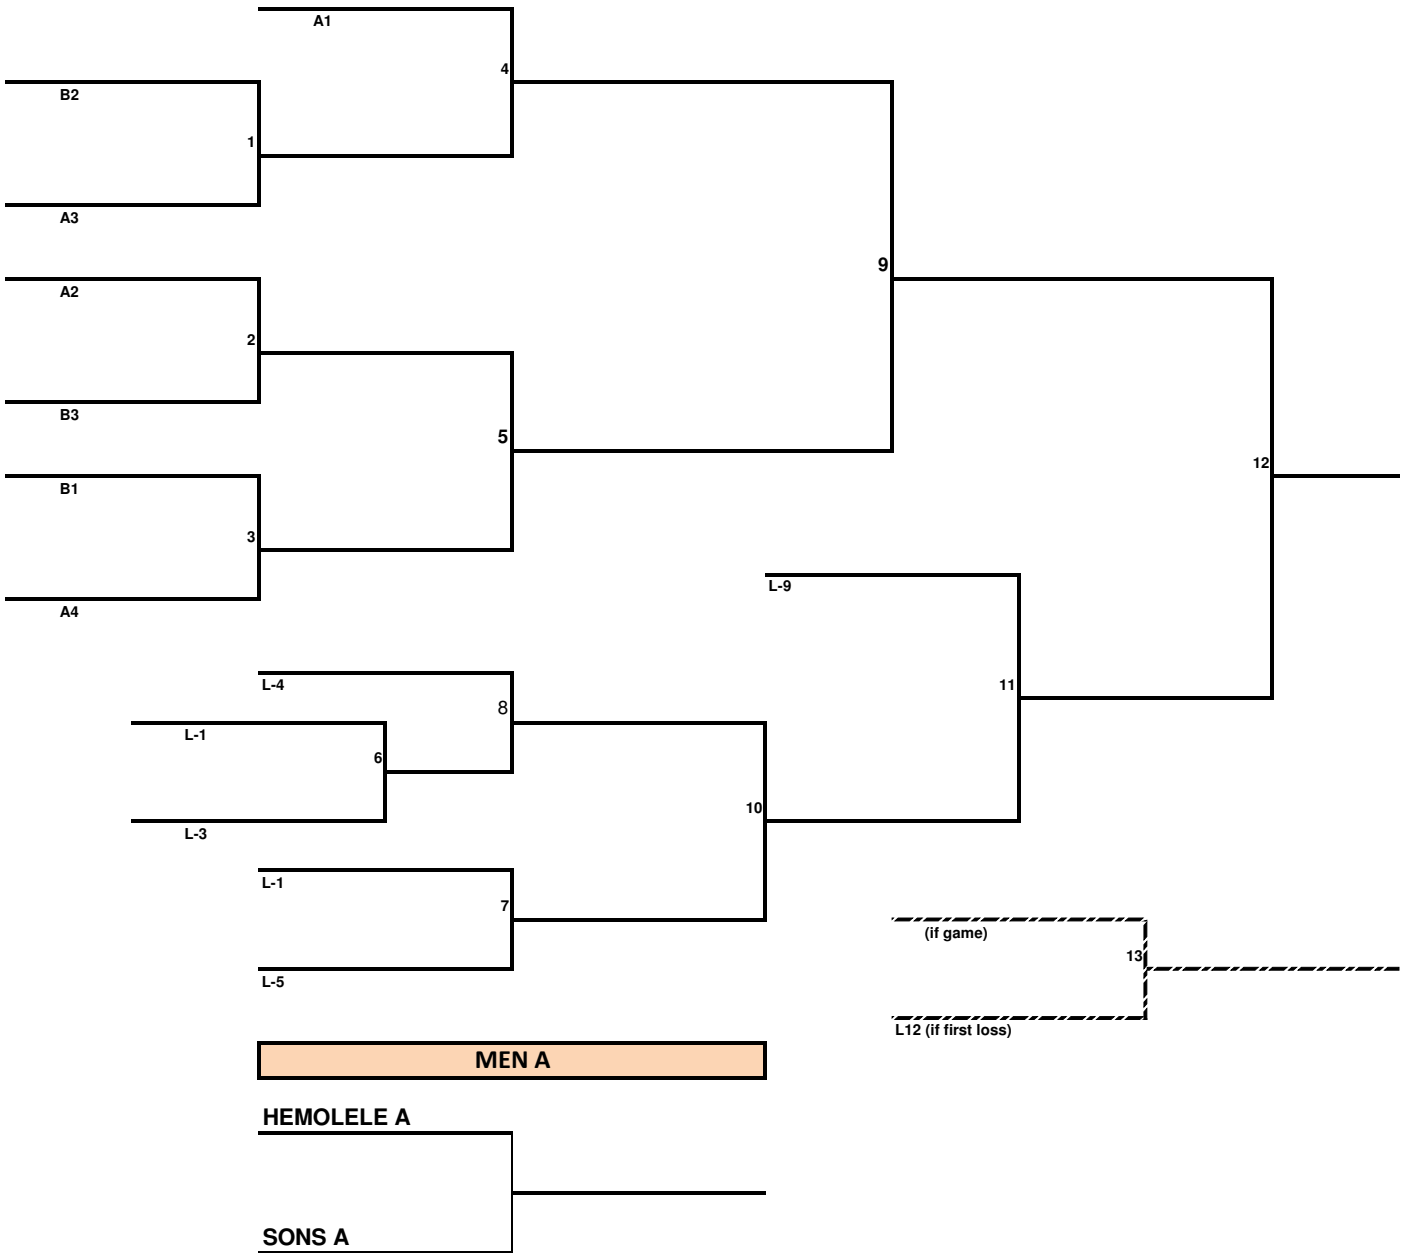 A1
4
B2
1
A3
9
A2
2
B3
5
B1
12
3
L-9
A4
L-4
11
8
L-1
6
10
L-3
L-1
7
(if game)
13
L-5
L12 (if first loss)
MEN A
HEMOLELE A
SONS A